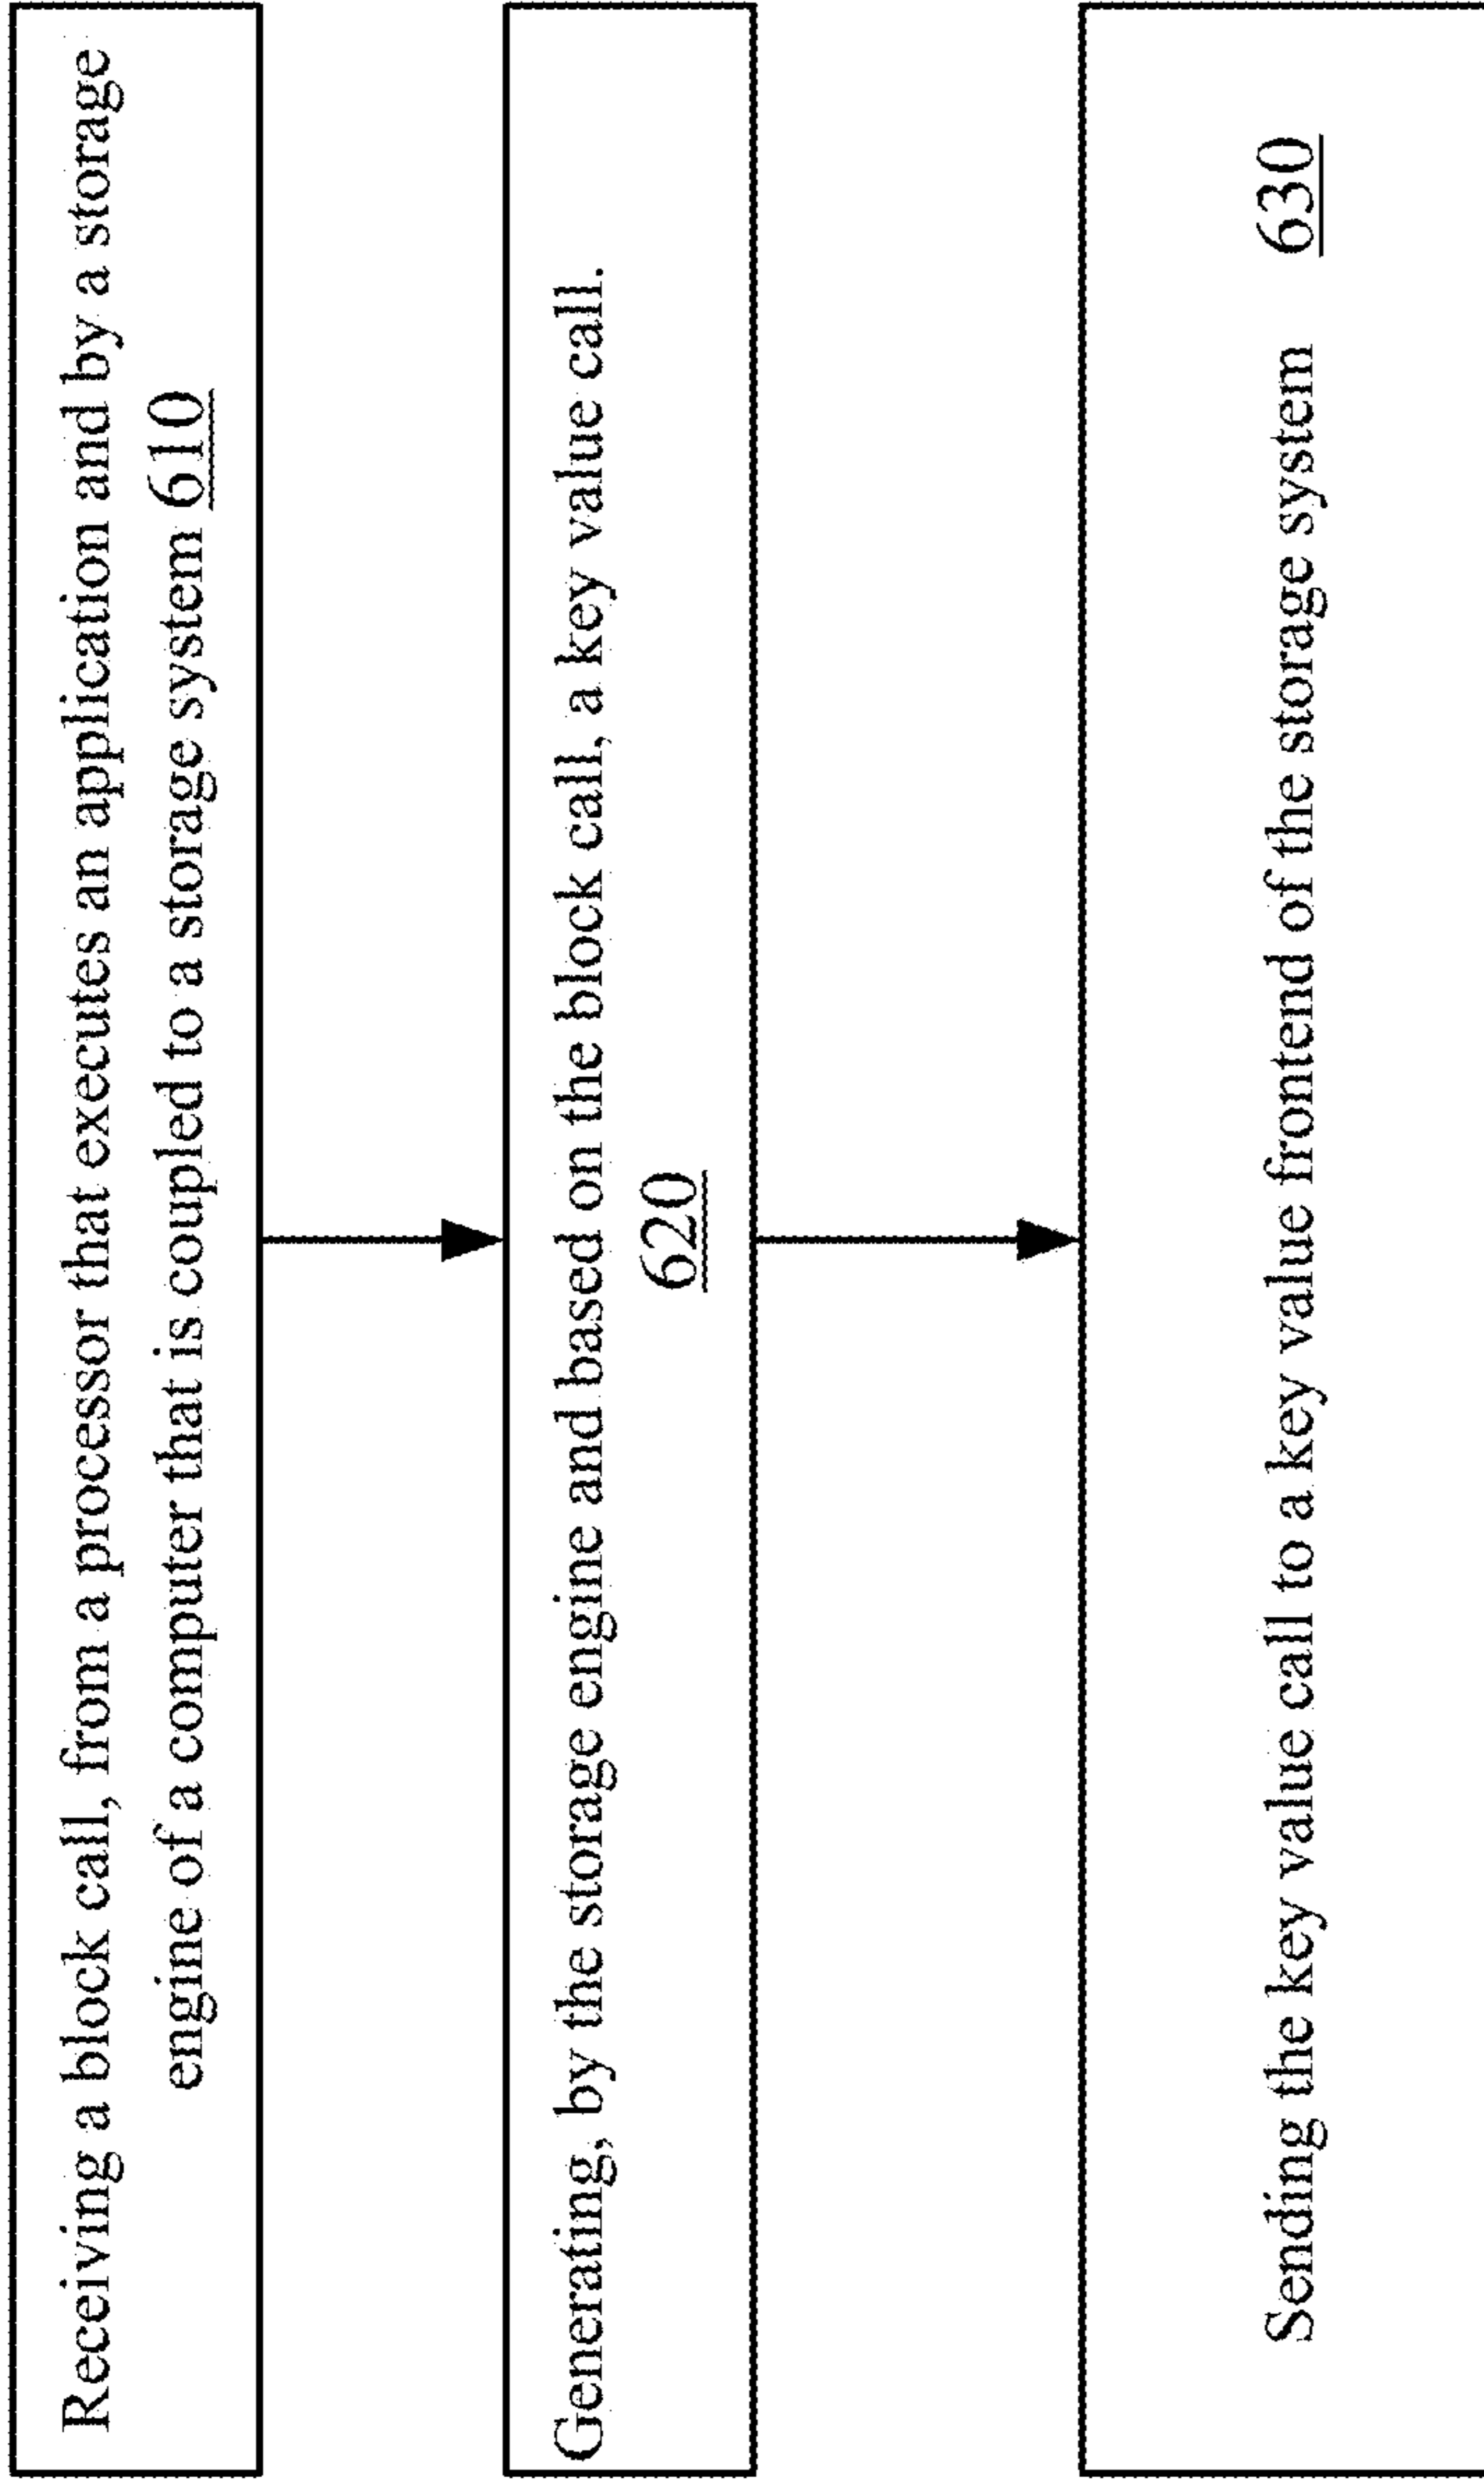 Receiving a block call, from a processor that executes an application and by a storage
engine of a computer that is coupled to a storage system 610
Generating, by the storage engine and based on the block call, a key value call.
620
Sending the key value call to a key value frontend of the storage system 630